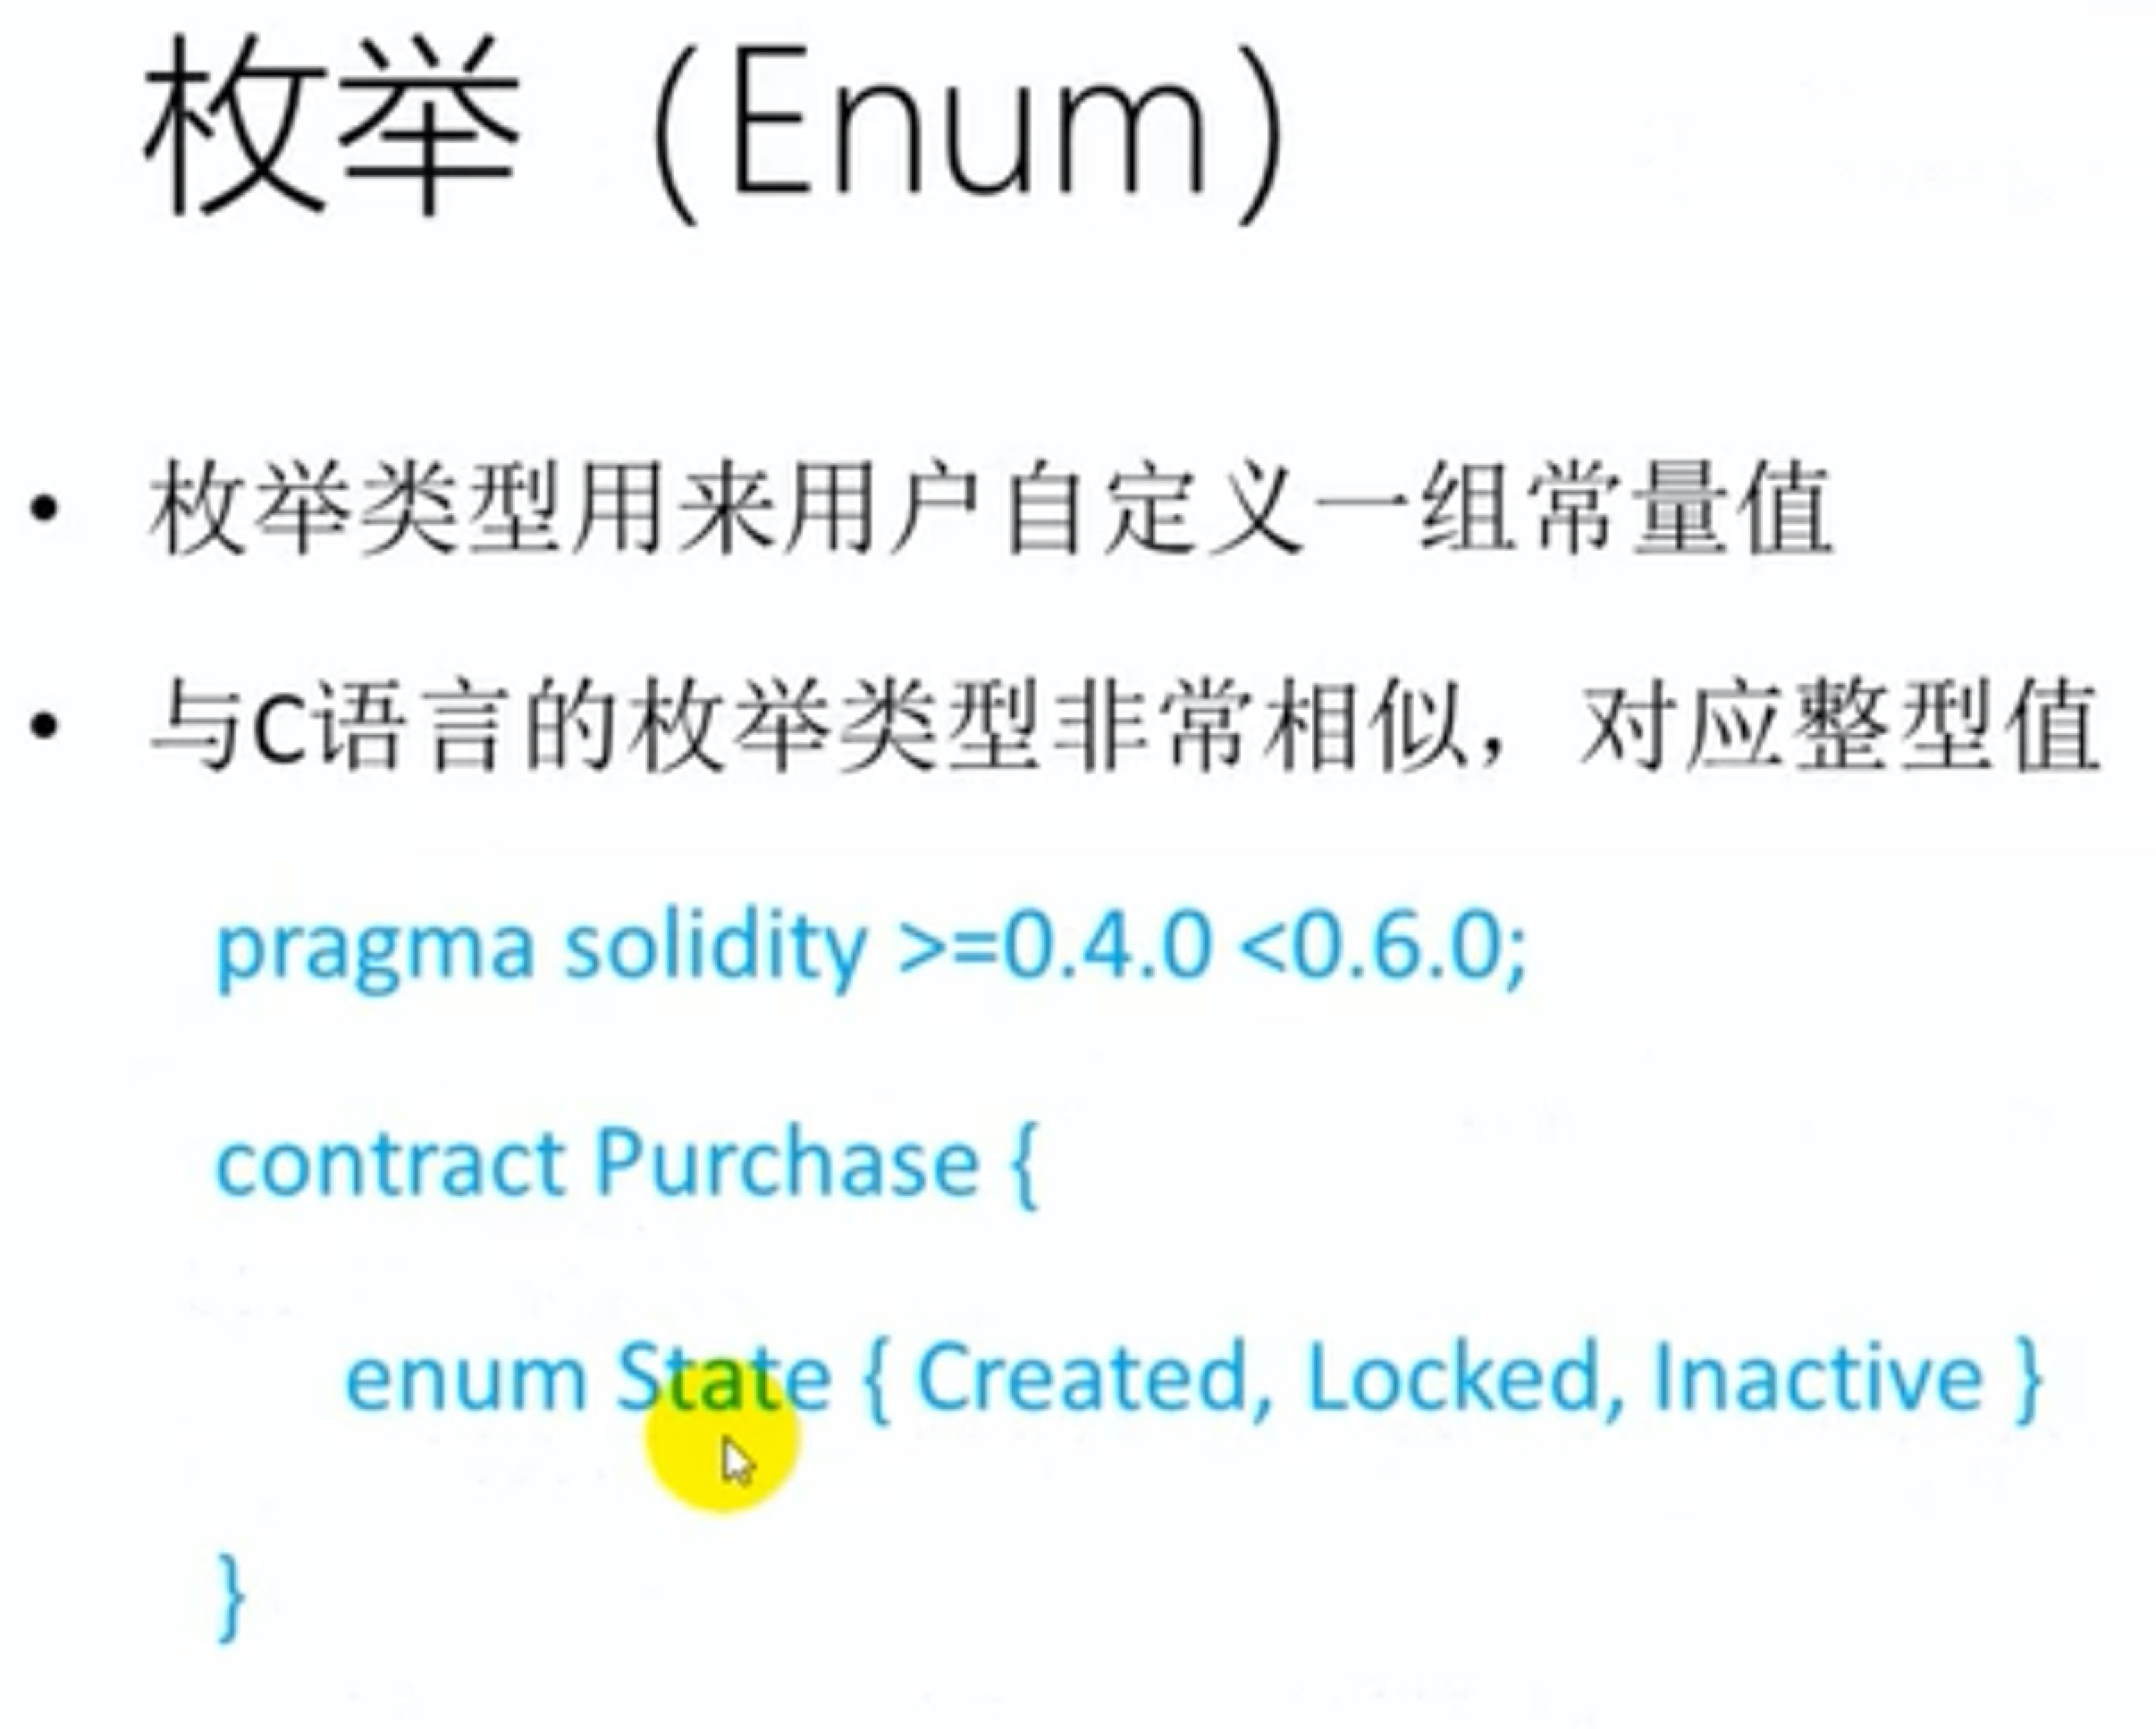 枚举（Enum）
• 枚举类型用来用户自定义一组常量值
• 与C语言的枚举类型非常相似，对应整型值
pragma solidity >=0.4.0 <0.6.0;
contract Purchase {
enum State { Created, Locked, Inactive }
}